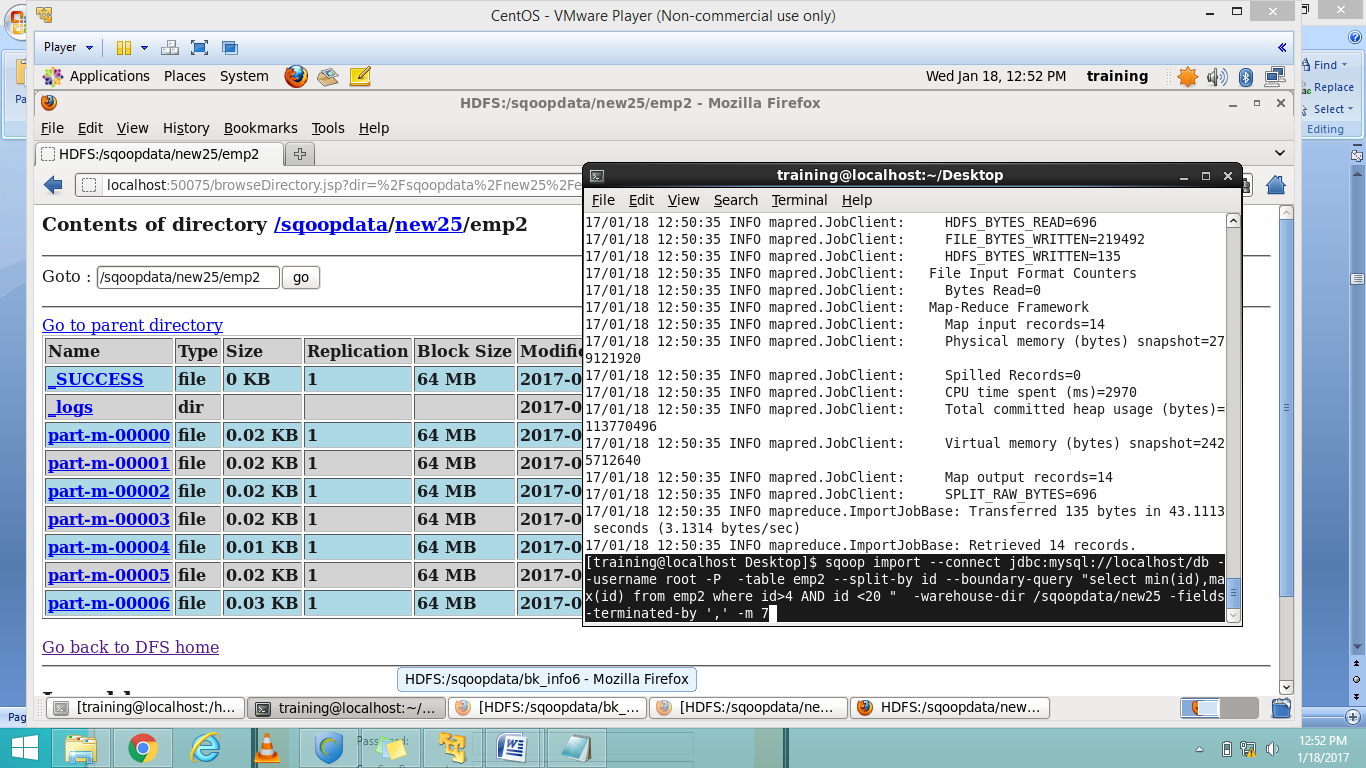 CentOS - VMware Player (Non-commercial use only)
Player
Applications Places System
Wed Jan 18, 12:52 PM training
HDFS:/sqoopdata/new25/emp2 - Mozilla Firefox
File Edit View History Bookmarks Tools Help
HDFS:/sqoopdata/new25/emp2
localhost:50075/browseDirectory.jsp?dir=%2Fsqoopdata%2Fnew25%2Fe
Contents of directory /sqoopdata/new25/emp2
Goto : /sqoopdata/new25/emp2 go
Go to parent directory
Name Type Size Replication Block Size Modific
_SUCCESS file 0 KB 1 64 MB 2017-0
_logs dir 2017-0
part-m-00000 file 0.02 KB 1 64 MB 2017-0
part-m-00001 file 0.02 KB 1 64 MB 2017-0
part-m-00002 file 0.02 KB 1 64 MB 2017-0
part-m-00003 file 0.02 KB 1 64 MB 2017-0
part-m-00004 file 0.01 KB 1 64 MB 2017-0
part-m-00005 file 0.02 KB 1 64 MB 2017-0
part-m-00006 file 0.03 KB 1 64 MB 2017-0
Go back to DFS home
training@localhost:~/Desktop
File Edit View Search Terminal Help
17/01/18 12:50:35 INFO mapred.JobClient:     HDFS_BYTES_READ=696
17/01/18 12:50:35 INFO mapred.JobClient:     FILE_BYTES_WRITTEN=219492
17/01/18 12:50:35 INFO mapred.JobClient:     HDFS_BYTES_WRITTEN=135
17/01/18 12:50:35 INFO mapred.JobClient:   File Input Format Counters
17/01/18 12:50:35 INFO mapred.JobClient:     Bytes Read=0
17/01/18 12:50:35 INFO mapred.JobClient:   Map-Reduce Framework
17/01/18 12:50:35 INFO mapred.JobClient:     Map input records=14
17/01/18 12:50:35 INFO mapred.JobClient:     Physical memory (bytes) snapshot=27
9121920
17/01/18 12:50:35 INFO mapred.JobClient:     Spilled Records=0
17/01/18 12:50:35 INFO mapred.JobClient:     CPU time spent (ms)=2970
17/01/18 12:50:35 INFO mapred.JobClient:     Total committed heap usage (bytes)=
113770496
17/01/18 12:50:35 INFO mapred.JobClient:     Virtual memory (bytes) snapshot=242
5712640
17/01/18 12:50:35 INFO mapred.JobClient:     Map output records=14
17/01/18 12:50:35 INFO mapred.JobClient:     SPLIT_RAW_BYTES=696
17/01/18 12:50:35 INFO mapreduce.ImportJobBase: Transferred 135 bytes in 43.1113
 seconds (3.1314 bytes/sec)
17/01/18 12:50:35 INFO mapreduce.ImportJobBase: Retrieved 14 records.
[training@localhost Desktop]$ sqoop import --connect jdbc:mysql://localhost/db -
-username root -P  -table emp2 --split-by id --boundary-query "select min(id),ma
x(id) from emp2 where id>4 AND id <20 "  -warehouse-dir /sqoopdata/new25 -fields
-terminated-by ',' -m 7
HDFS:/sqoopdata/bk_info6 - Mozilla Firefox
[training@localhost:/h...
training@localhost:~/...
[HDFS:/sqoopdata/bk_...
[HDFS:/sqoopdata/ne...
HDFS:/sqoopdata/new...
Find
Replace
Select
Editing
Pa
Pag
Password:
12:52 PM
1/18/2017